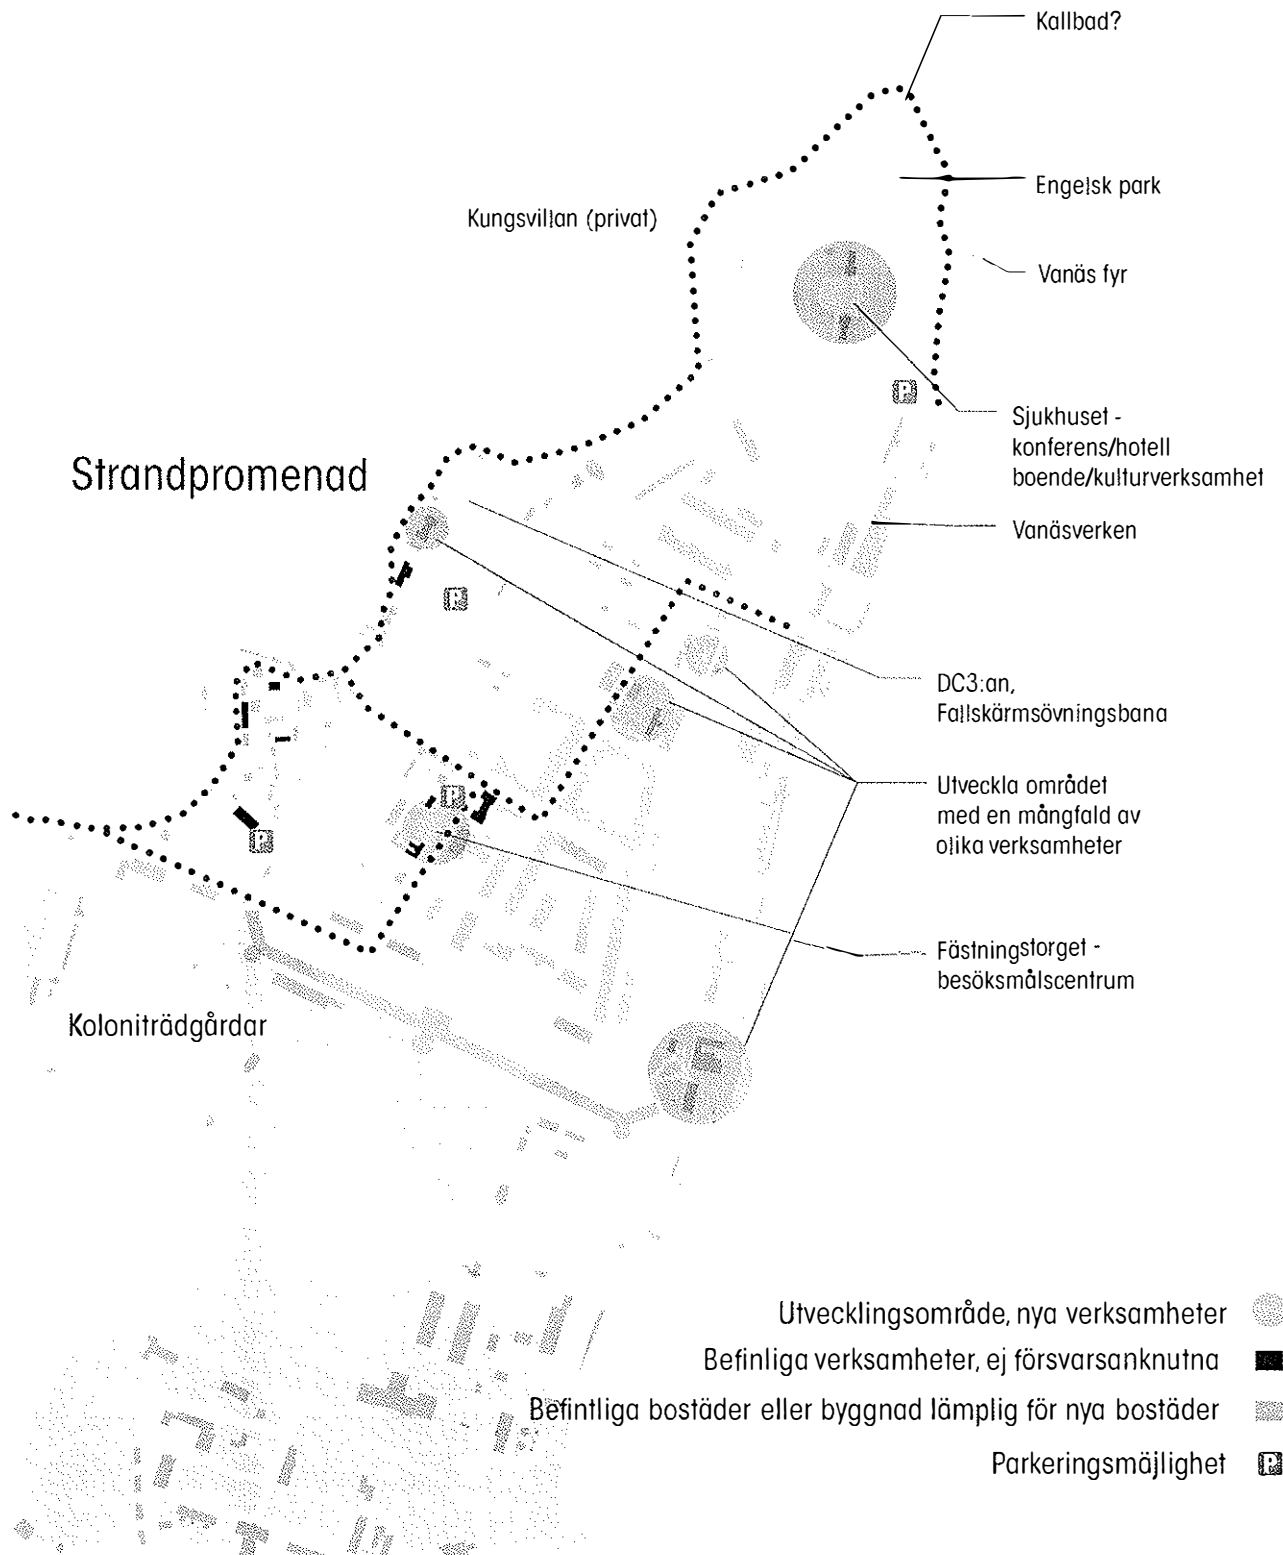 Kallbad?
Engelsk park
Kungsvillan (privat)
Vanäs fyr
P
Sjukhuset -
konferens/hotell
boende/kulturverksamhet
Strandpromenad
Vanäsverken
P
DC3:an,
Fallskärmsövningsbana
Utveckla området
med en mångfald av
olika verksamheter
P
P
Fästningstorget -
besöksmålscentrum
Koloniträdgårdar
Utvecklingsområde, nya verksamheter
Befinliga verksamheter, ej försvarsanknutna
Befintliga bostäder eller byggnad lämplig för nya bostäder
Parkeringsmäjlighet P